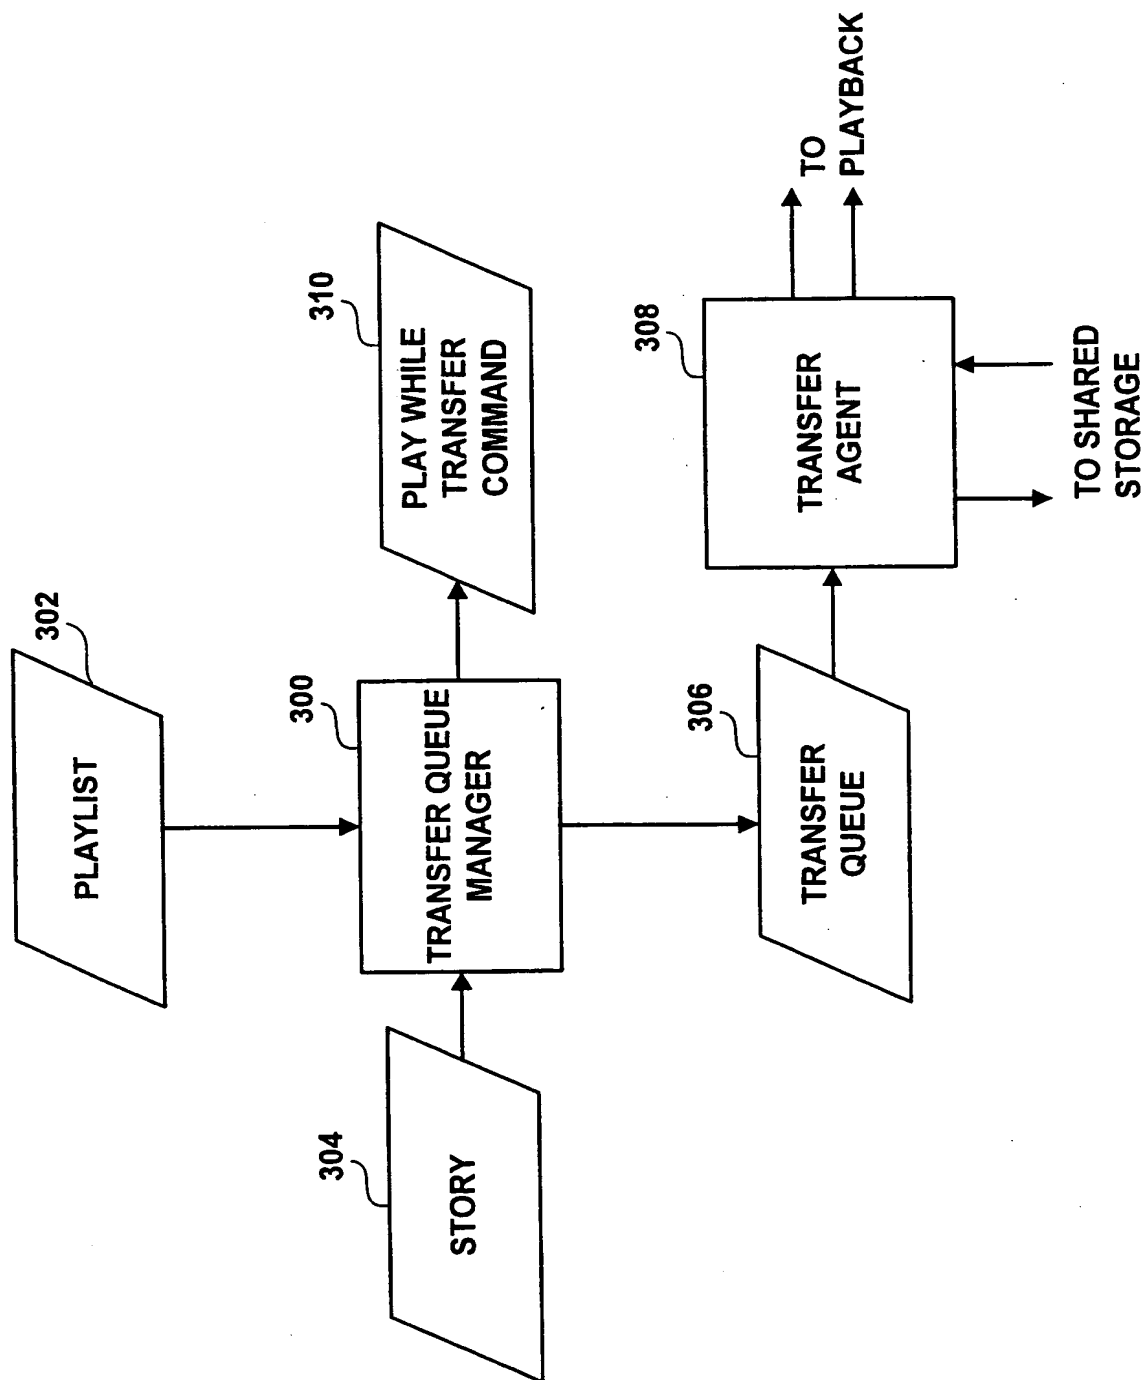 302
PLAYLIST
304
STORY
300
TRANSFER QUEUE
MANAGER
310
PLAY WHILE
TRANSFER
COMMAND
306
TRANSFER
QUEUE
308
TRANSFER
AGENT
TO
PLAYBACK
TO SHARED
STORAGE